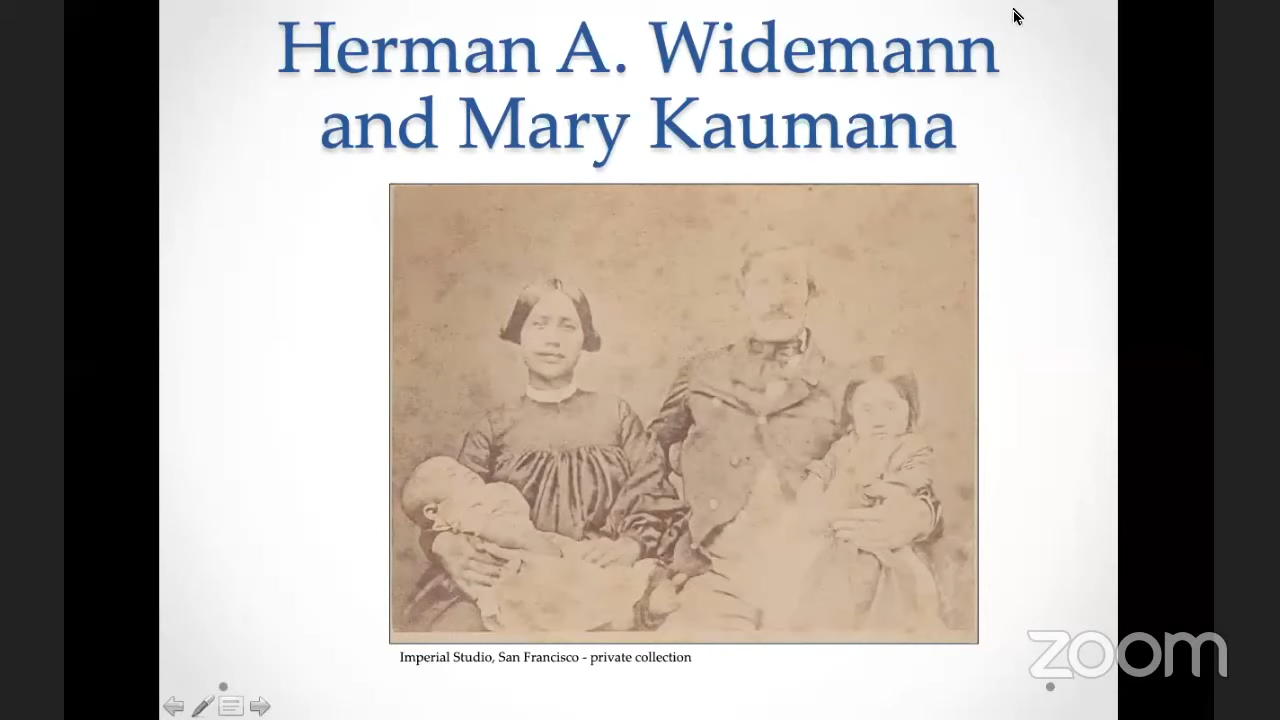 Herman A. Widemann
and Mary Kaumana
Imperial Studio, San Francisco - private collection
zoom